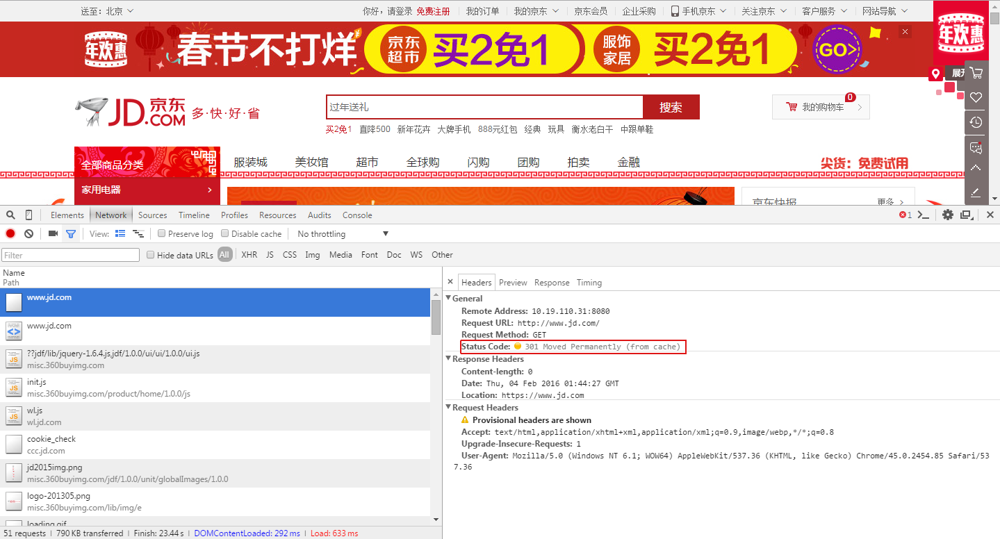 送至：北京
你好，请登录 免费注册 我的订单 我的京东 京东会员 企业采购 手机京东 关注京东 客户服务 网站导航
年欢惠 春节不打烊 京东超市 买2免1 服饰家居 买2免1 GO>
年欢惠
展开
JD.COM 京东 多·快·好·省
过年送礼 搜索
0
我的购物车
买2免1 直降500 新年花卉 大牌手机 888元红包 经典 玩具 衡水老白干 中跟单鞋
全部商品分类 服装城 美妆馆 超市 全球购 闪购 团购 拍卖 金融 尖货：免费试用
家用电器 >
京东快报 更多
Elements Network Sources Timeline Profiles Resources Audits Console 1
View: Preserve log Disable cache No throttling
Filter Hide data URLs All XHR JS CSS Img Media Font Doc WS Other
Name
Path
www.jd.com
www.jd.com
??jdf/lib/jquery-1.6.4.js,jdf/1.0.0/ui/ui/1.0.0/ui.js
misc.360buyimg.com
init.js
misc.360buyimg.com/product/home/1.0.0/js
wl.js
wl.jd.com
cookie_check
ccc.jd.com
jd2015img.png
misc.360buyimg.com/jdf/1.0.0/unit/globalImages/1.0.0
logo-201305.png
misc.360buyimg.com/lib/img/e
loading.gif
51 requests | 790 KB transferred | Finish: 23.44 s | DOMContentLoaded: 292 ms | Load: 633 ms
× Headers Preview Response Timing
General
Remote Address: 10.19.110.31:8080
Request URL: http://www.jd.com/
Request Method: GET
Status Code: 301 Moved Permanently (from cache)
Response Headers
Content-length: 0
Date: Thu, 04 Feb 2016 01:44:27 GMT
Location: https://www.jd.com
Request Headers
Provisional headers are shown
Accept: text/html,application/xhtml+xml,application/xml;q=0.9,image/webp,*/*;q=0.8
Upgrade-Insecure-Requests: 1
User-Agent: Mozilla/5.0 (Windows NT 6.1; WOW64) AppleWebKit/537.36 (KHTML, like Gecko) Chrome/45.0.2454.85 Safari/53
7.36